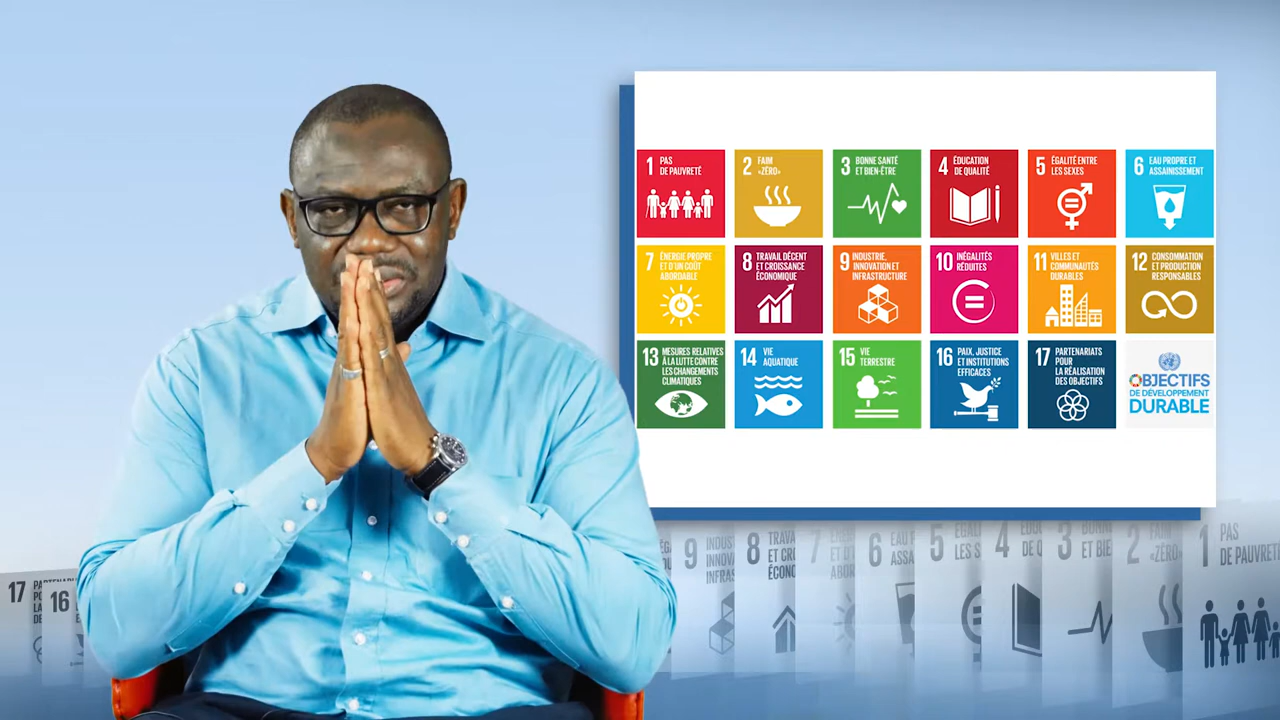 1 PAS
DE PAUVRETÉ
2 FAIM
«ZÉRO»
3 BONNE SANTÉ
ET BIEN-ÊTRE
4 ÉDUCATION
DE QUALITÉ
5 ÉGALITÉ ENTRE
LES SEXES
6 EAU PROPRE ET
ASSAINISSEMENT
7 ÉNERGIE PROPRE
ET D'UN COÛT
ABORDABLE
8 TRAVAIL DÉCENT
ET CROISSANCE
ÉCONOMIQUE
9 INDUSTRIE,
INNOVATION ET
INFRASTRUCTURE
10 INÉGALITÉS
RÉDUITES
11 VILLES ET
COMMUNAUTÉS
DURABLES
12 CONSOMMATION
ET PRODUCTION
RESPONSABLES
13 MESURES RELATIVES
À LA LUTTE CONTRE
LES CHANGEMENTS
CLIMATIQUES
14 VIE
AQUATIQUE
15 VIE
TERRESTRE
16 PAIX, JUSTICE
ET INSTITUTIONS
EFFICACES
17 PARTENARIATS
POUR
LA RÉALISATION
DES OBJECTIFS
OBJECTIFS
DE DÉVELOPPEMENT
DURABLE
17
16
9
8
7
6
5
LES S
4
3
ET BIE
2 FAIM
«ZÉRO»
1 PAS
DE PAUVRETÉ